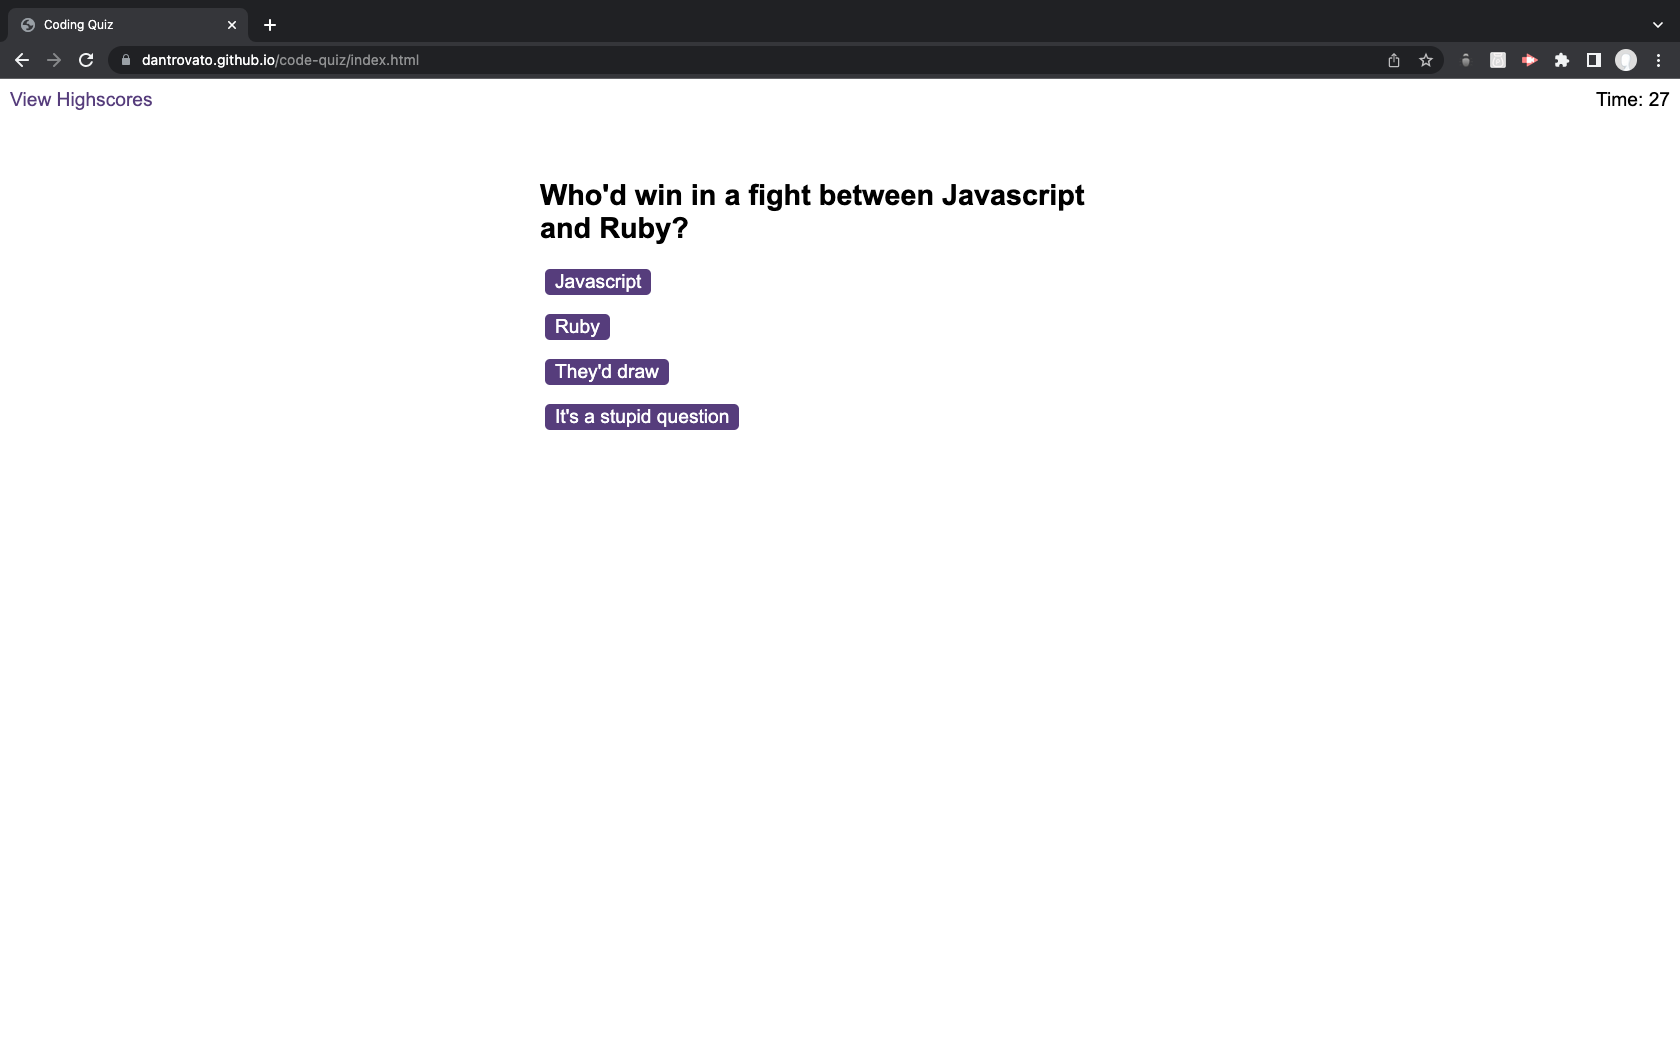 Coding Quiz
dantrovato.github.io/code-quiz/index.html
View Highscores
Time: 27
Who'd win in a fight between Javascript
and Ruby?
Javascript
Ruby
They'd draw
It's a stupid question